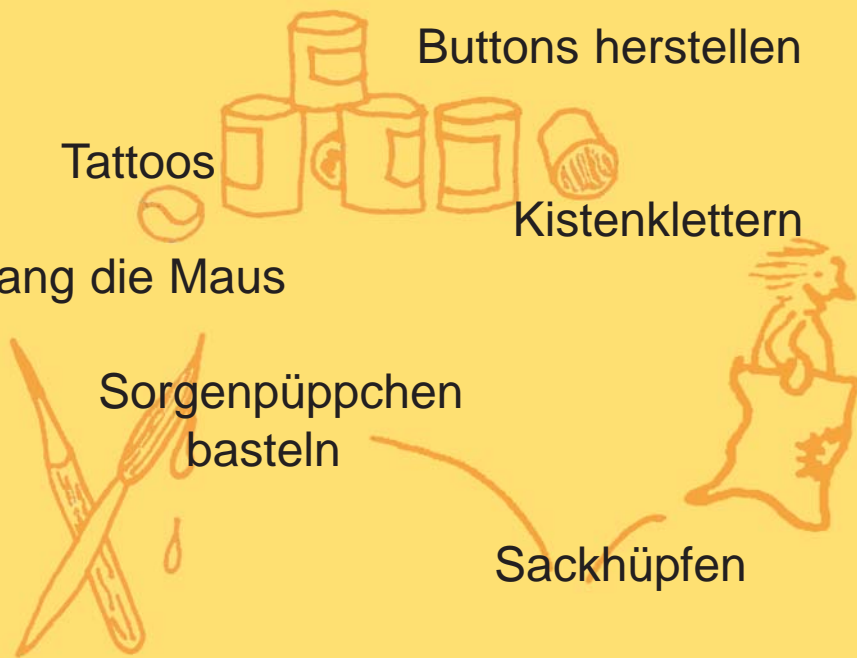 Buttons herstellen
Tattoos
Kistenklettern
ang die Maus
Sorgenpüppchen
basteln
Sackhüpfen